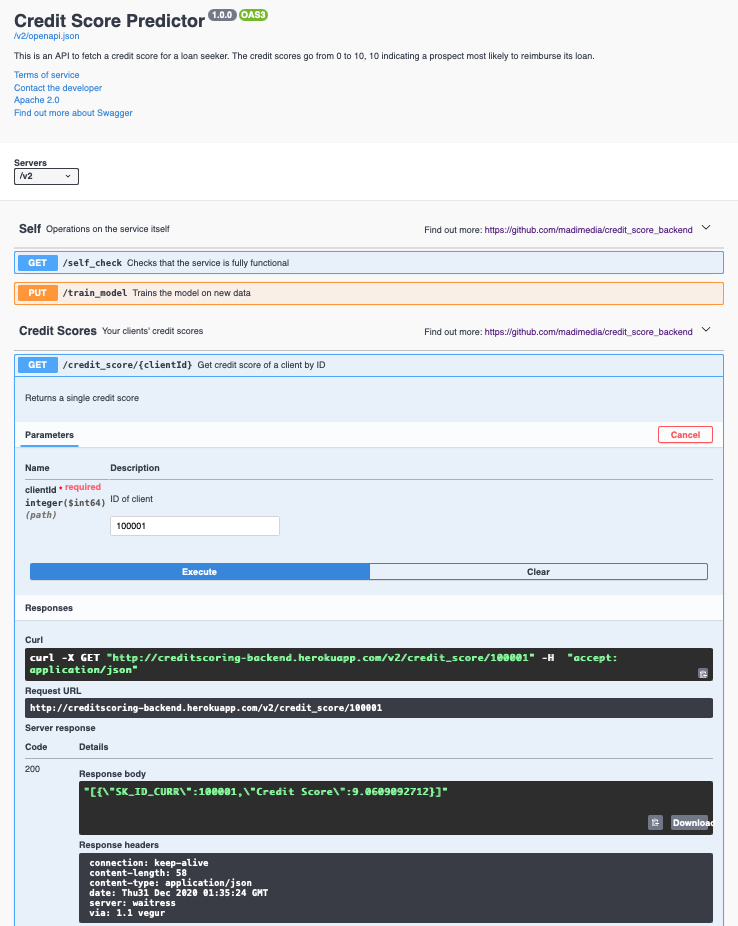 Credit Score Predictor 1.0.0 OAS3
/v2/openapi.json
This is an API to fetch a credit score for a loan seeker. The credit scores go from 0 to 10, 10 indicating a prospect most likely to reimburse its loan.
Terms of service
Contact the developer
Apache 2.0
Find out more about Swagger
Servers
/v2
Self Operations on the service itself Find out more: https://github.com/madimedia/credit_score_backend
GET /self_check Checks that the service is fully functional
PUT /train_model Trains the model on new data
Credit Scores Your clients' credit scores Find out more: https://github.com/madimedia/credit_score_backend
GET /credit_score/{clientId} Get credit score of a client by ID
Returns a single credit score
Parameters Cancel
Name Description
clientId * required
integer($int64) ID of client
(path)
100001
Execute Clear
Responses
Curl
curl -X GET "http://creditscoring-backend.herokuapp.com/v2/credit_score/100001" -H "accept:
application/json"
Request URL
http://creditscoring-backend.herokuapp.com/v2/credit_score/100001
Server response
Code Details
200
Response body
"[{\"SK_ID_CURR\":100001,\"Credit Score\":9.0609092712}]"
Download
Response headers
connection: keep-alive
content-length: 58
content-type: application/json
date: Thu31 Dec 2020 01:35:24 GMT
server: waitress
via: 1.1 vegur